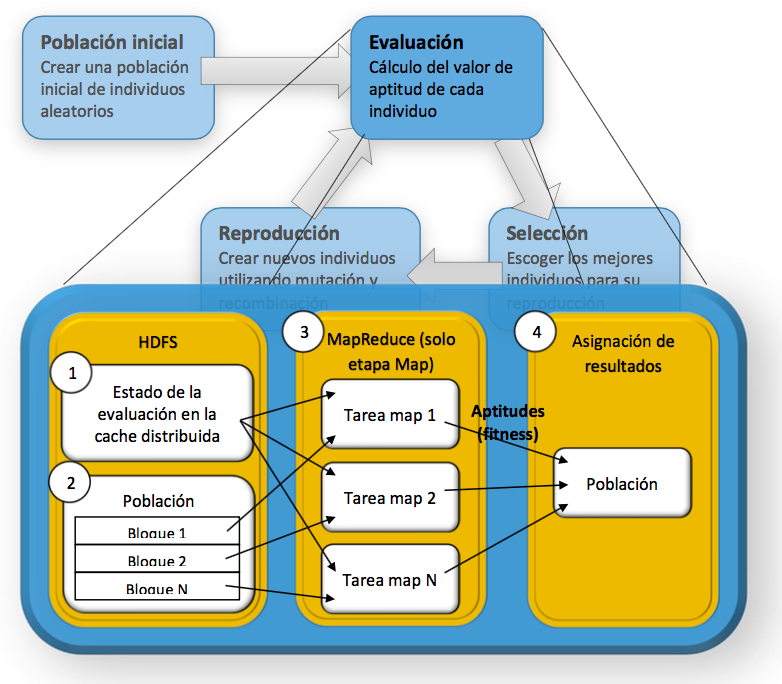 Población inicial
Crear una población
inicial de individuos
aleatorios
Evaluación
Cálculo del valor de
aptitud de cada
individuo
Reproducción
Crear nuevos individuos
utilizando mutación y
recombinación
Selección
Escoger los mejores
individuos para su
reproducción
HDFS
1
Estado de la
evaluación en la
cache distribuida
2
Población
Bloque 1
Bloque 2
Bloque N
3
MapReduce (solo
etapa Map)
Tarea map 1
Tarea map 2
Tarea map N
Aptitudes
(fitness)
4
Asignación de
resultados
Población